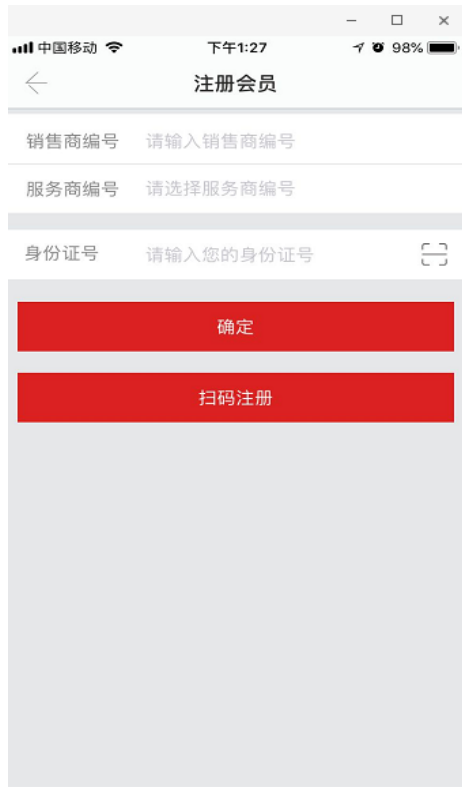 中国移动 下午1:27 98%
注册会员
销售商编号 请输入销售商编号
服务商编号 请选择服务商编号
身份证号 请输入您的身份证号
确定
扫码注册